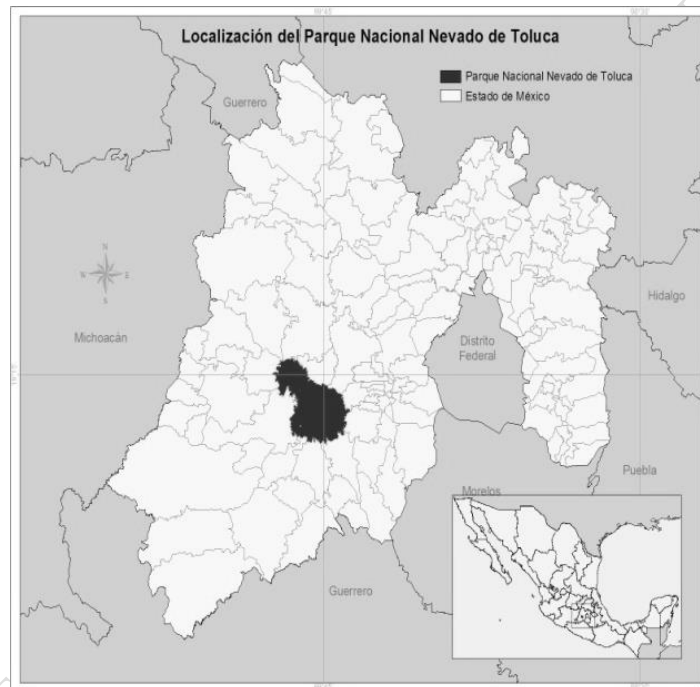 Localización del Parque Nacional Nevado de Toluca
Parque Nacional Nevado de Toluca
Estado de México
Guerrero
N
N
N
N
Hidalgo
Michoacán
Distrito
Federal
Puebla
Morelos
Guerrero